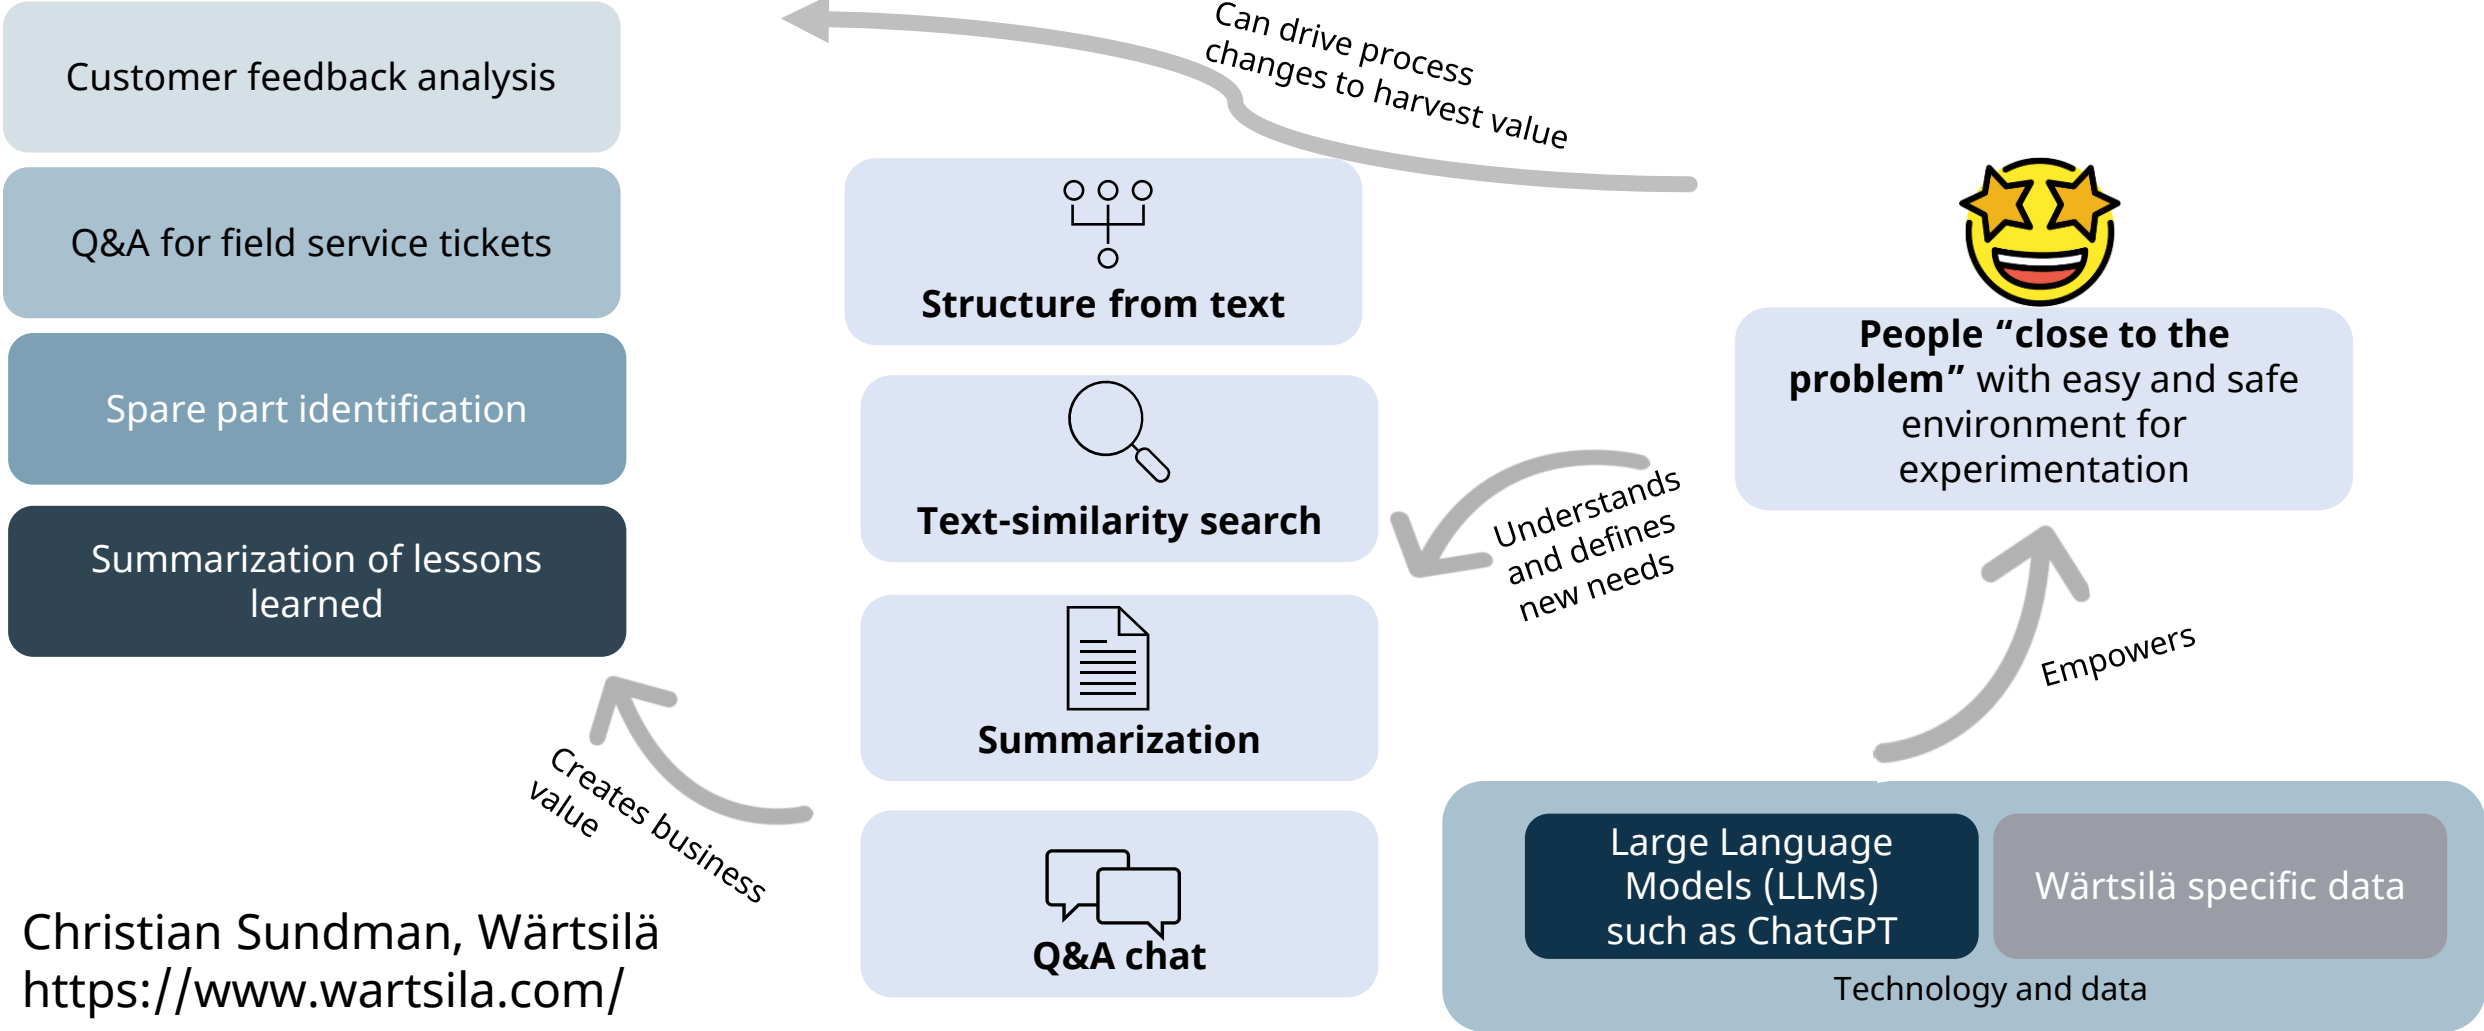 Customer feedback analysis
Q&A for field service tickets
Spare part identification
Summarization of lessons
learned
Creates business
value
Christian Sundman, Wärtsilä
https://www.wartsila.com/
Can drive process
changes to harvest value
Structure from text
Text-similarity search
Summarization
Q&A chat
Understands
and defines
new needs
People “close to the
problem” with easy and safe
environment for
experimentation
Empowers
Large Language
Models (LLMs)
such as ChatGPT
Wärtsilä specific data
Technology and data